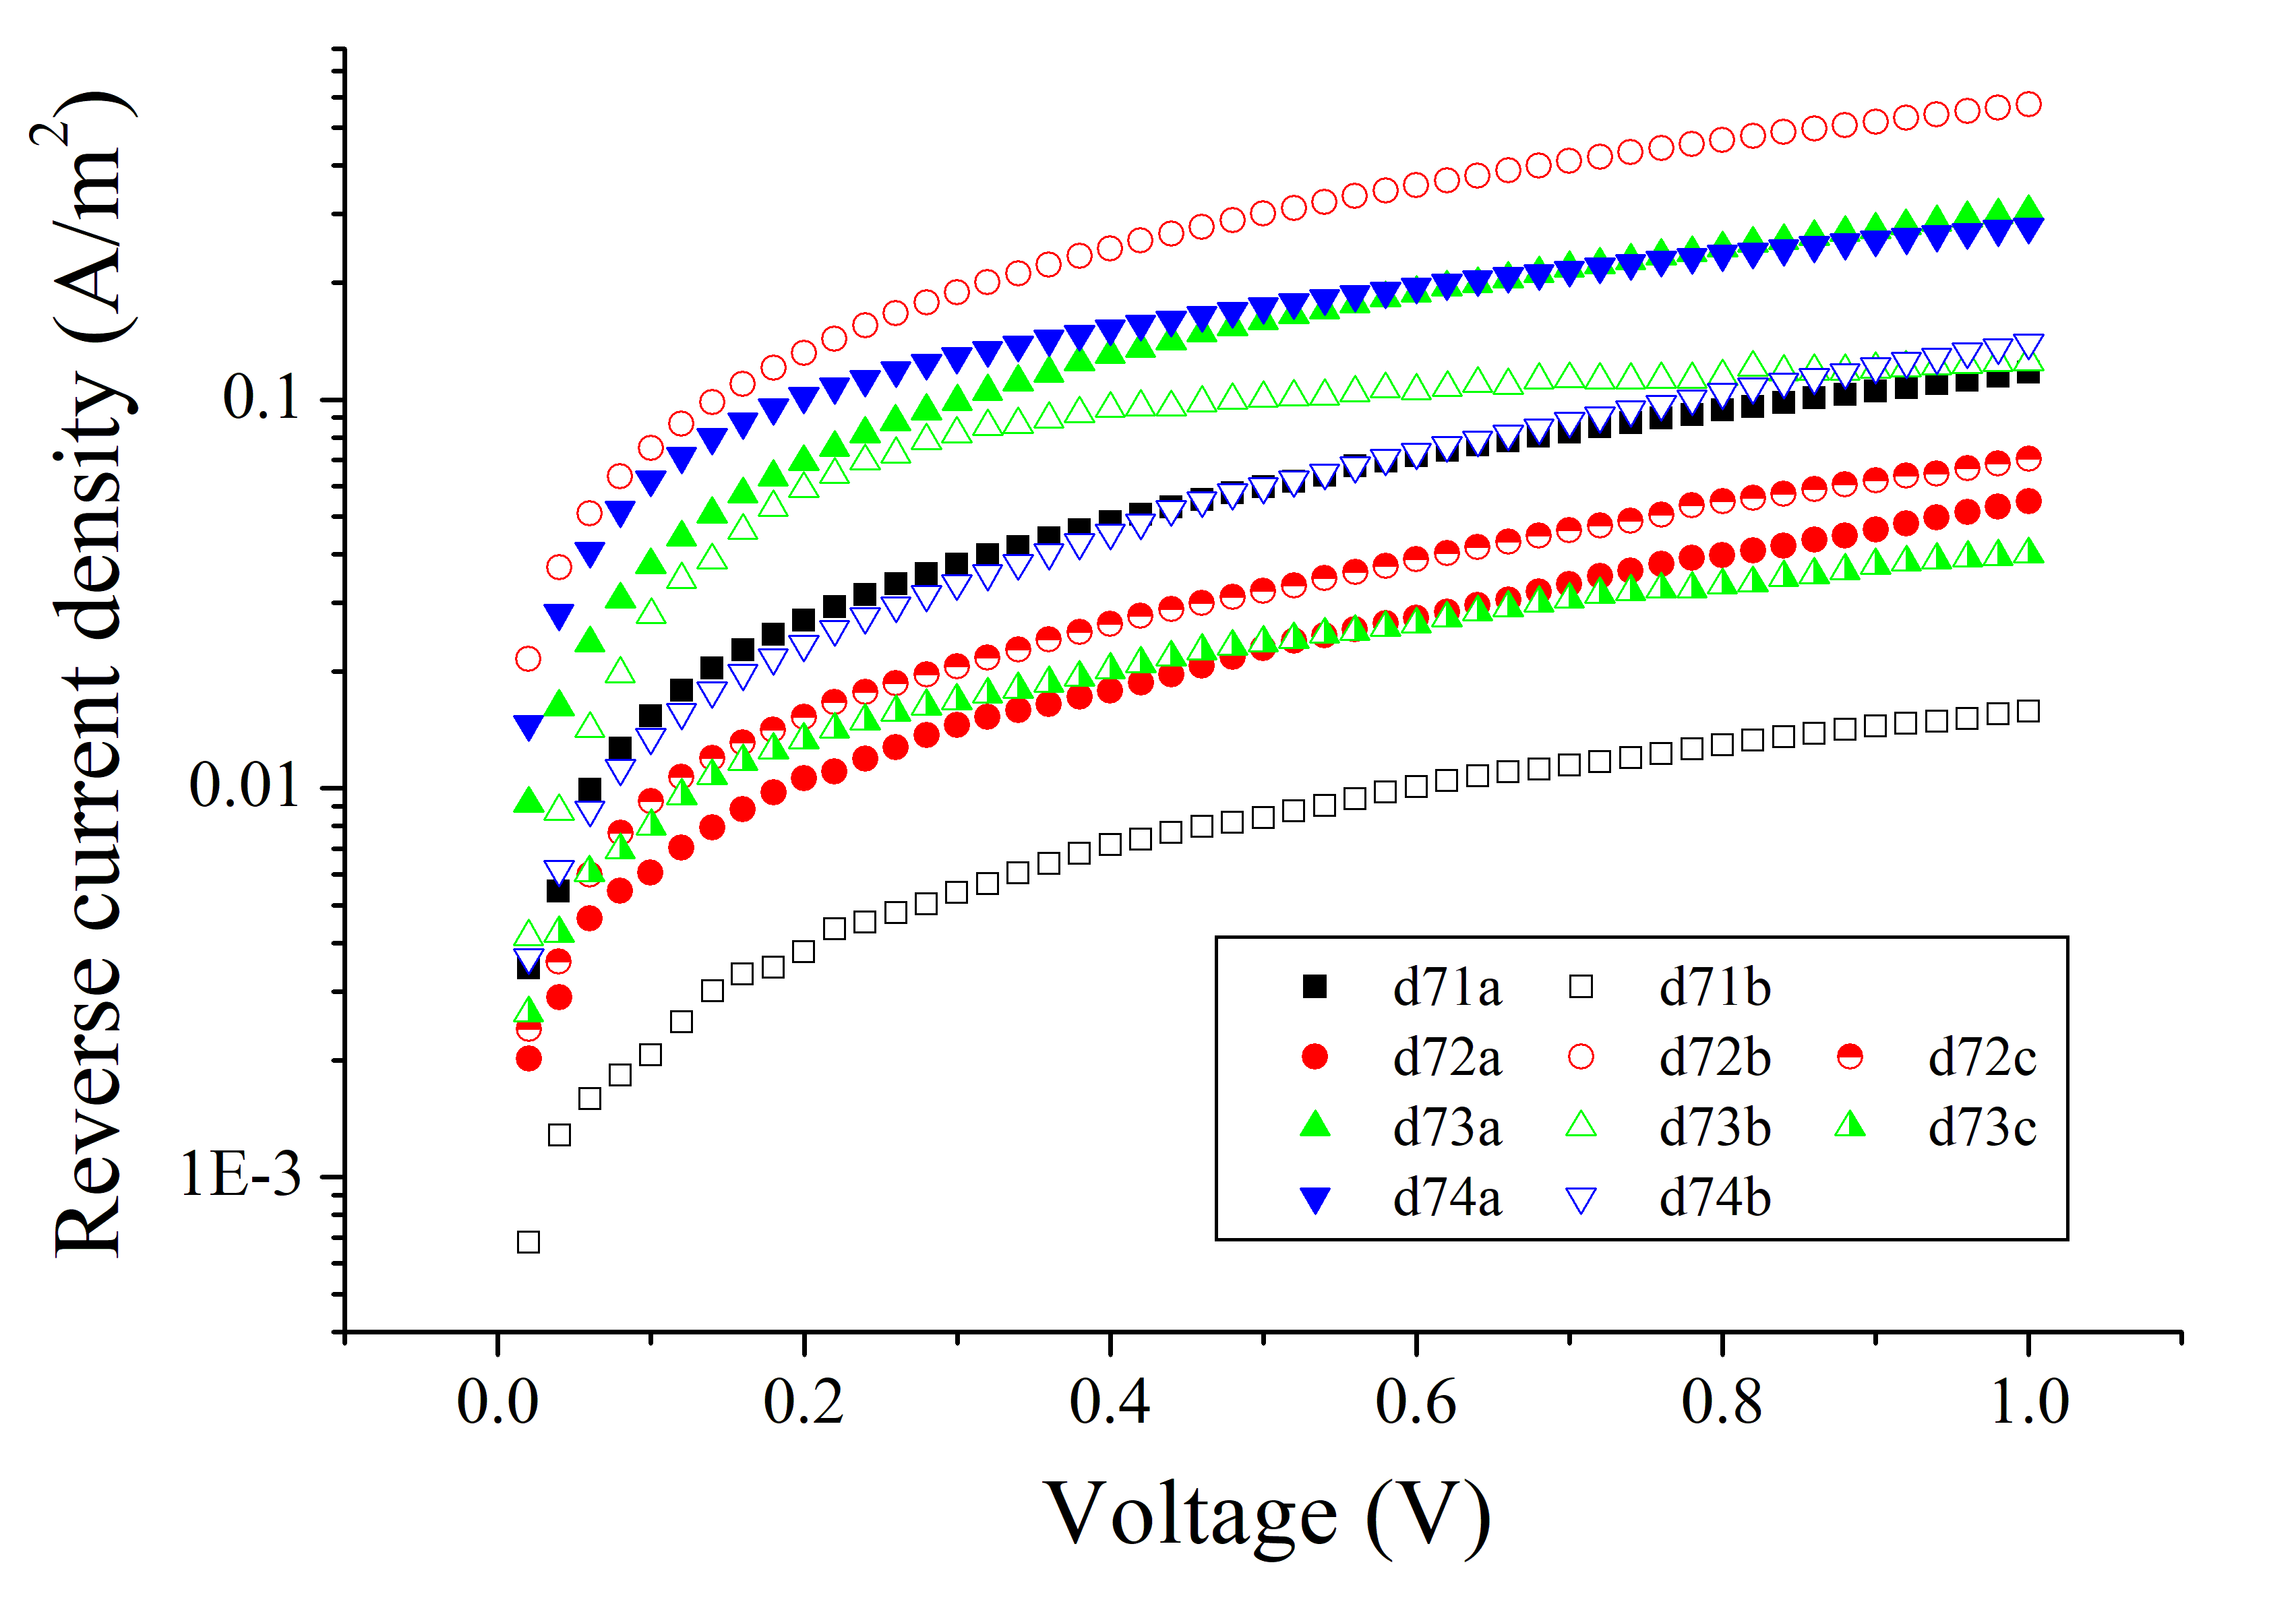 Reverse current density (A/m²)
0.1
0.01
1E-3
d71a d71b
d72a d72b d72c
d73a d73b d73c
d74a d74b
0.0 0.2 0.4 0.6 0.8 1.0
Voltage (V)